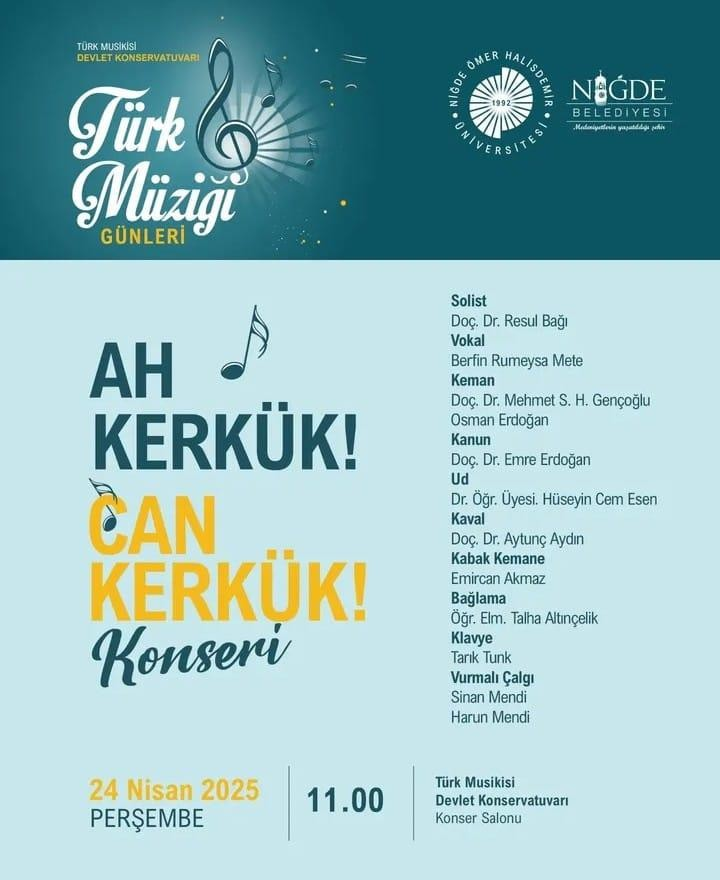 TÜRK MUSIKISI
DEVLET KONSERVATUVARI
Türk
Müziği
GÜNLERİ
NİĞDE ÖMER HALİSDEMİR
ÜNİVERSİTESİ
1992
NİĞDE
BELEDİYESİ
Medeniyetlerin yaşatıldığı şehir
AH
KERKÜK!
CAN
KERKÜK!
Konseri
Solist
Doç. Dr. Resul Bağı
Vokal
Berfin Rumeysa Mete
Keman
Doç. Dr. Mehmet S. H. Gençoğlu
Osman Erdoğan
Kanun
Doç. Dr. Emre Erdoğan
Ud
Dr. Öğr. Üyesi. Hüseyin Cem Esen
Kaval
Doç. Dr. Aytunç Aydın
Kabak Kemane
Emircan Akmaz
Bağlama
Öğr. Elm. Talha Altınçelik
Klavye
Tarık Tunk
Vurmalı Çalgı
Sinan Mendi
Harun Mendi
24 Nisan 2025
PERŞEMBE
11.00
Türk Musikisi
Devlet Konservatuvarı
Konser Salonu